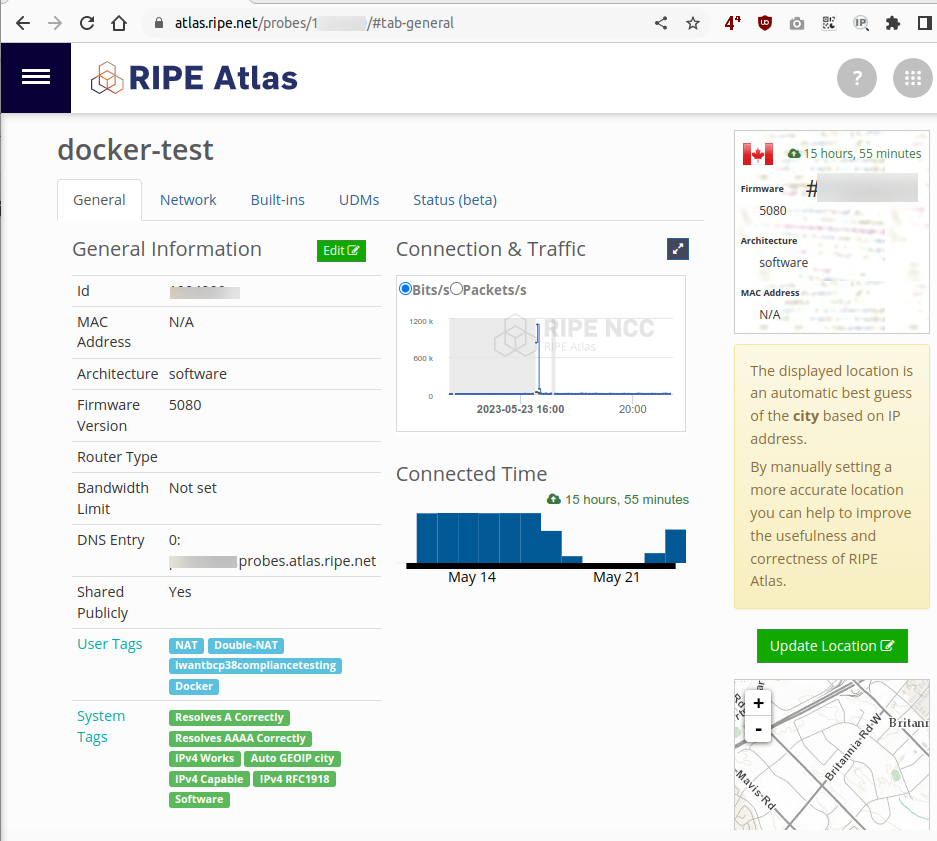 atlas.ripe.net/probes/1 /#tab-general
4⁴
IP
RIPE Atlas
?
docker-test
General Network Built-ins UDMs Status (beta)
General Information
Edit
Id
MAC Address N/A
Architecture software
Firmware Version 5080
Router Type
Bandwidth Limit Not set
DNS Entry 0:
probes.atlas.ripe.net
Shared Publicly Yes
User Tags NAT Double-NAT
iwantbcp38compliancetesting
Docker
System Tags Resolves A Correctly
Resolves AAAA Correctly
IPv4 Works Auto GEOIP city
IPv4 Capable IPv4 RFC1918
Software
Connection & Traffic
Bits/s Packets/s
RIPE NCC
RIPE Atlas
1200 k
600 k
0
2023-05-23 16:00 20:00
Connected Time
15 hours, 55 minutes
May 14 May 21
15 hours, 55 minutes
Firmware #
5080
Architecture
software
MAC Address
N/A
The displayed location is
an automatic best guess
of the city based on IP
address.
By manually setting a
more accurate location
you can help to improve
the usefulness and
correctness of RIPE
Atlas.
Update Location
+
-
Britannia-Rd-W
Britann
Mavis-Rd